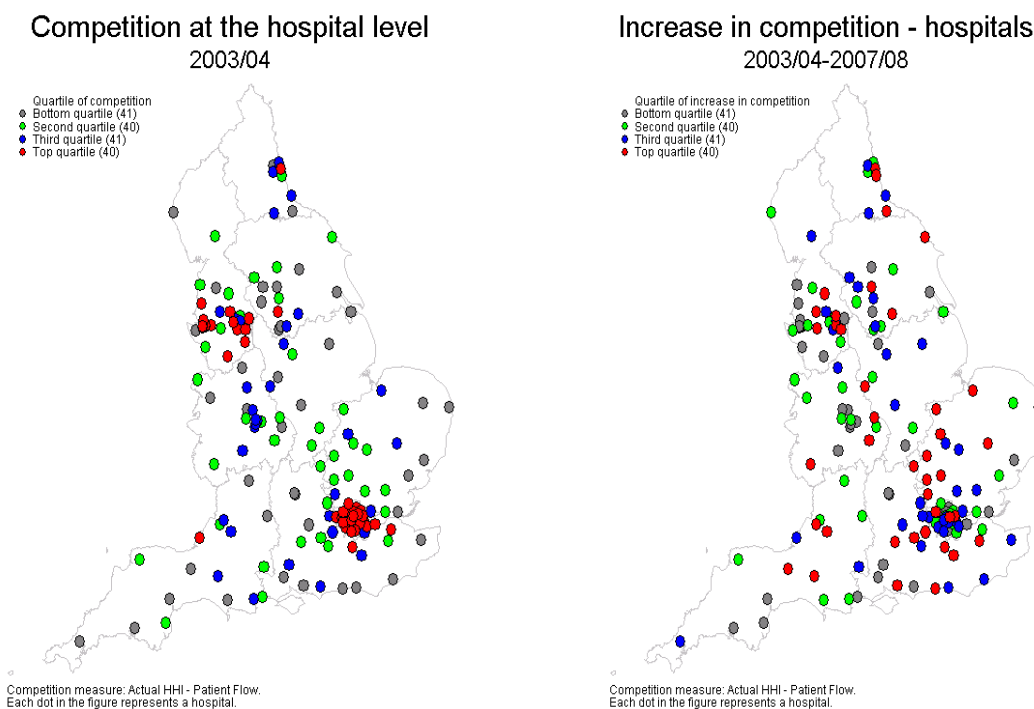 Competition at the hospital level
2003/04
Quartile of competition
Bottom quartile (41)
Second quartile (40)
Third quartile (41)
Top quartile (40)
Competition measure: Actual HHI - Patient Flow.
Each dot in the figure represents a hospital.
Increase in competition - hospitals
2003/04-2007/08
Quartile of increase in competition
Bottom quartile (41)
Second quartile (40)
Third quartile (41)
Top quartile (40)
Competition measure: Actual HHI - Patient Flow.
Each dot in the figure represents a hospital.